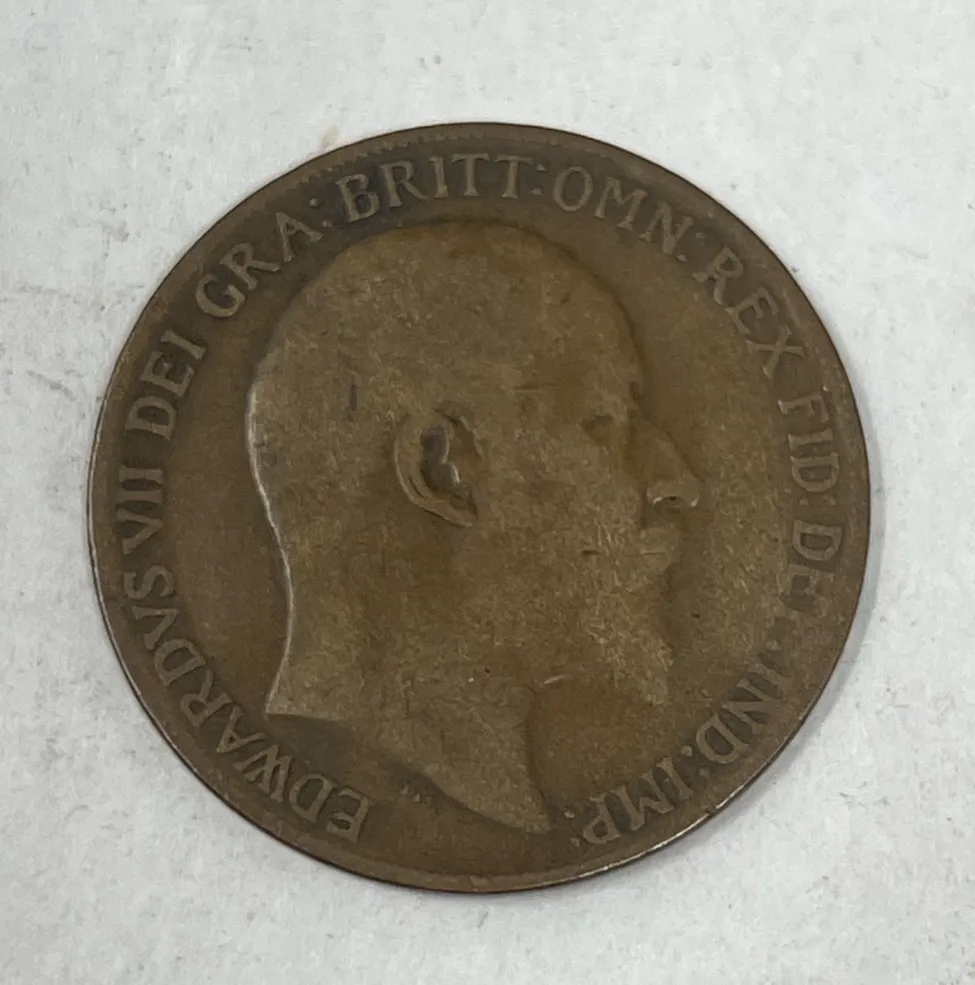 EDWARDVS VII DEI GRA: BRITT: OMN: REX FID: DEF: IND: IMP: